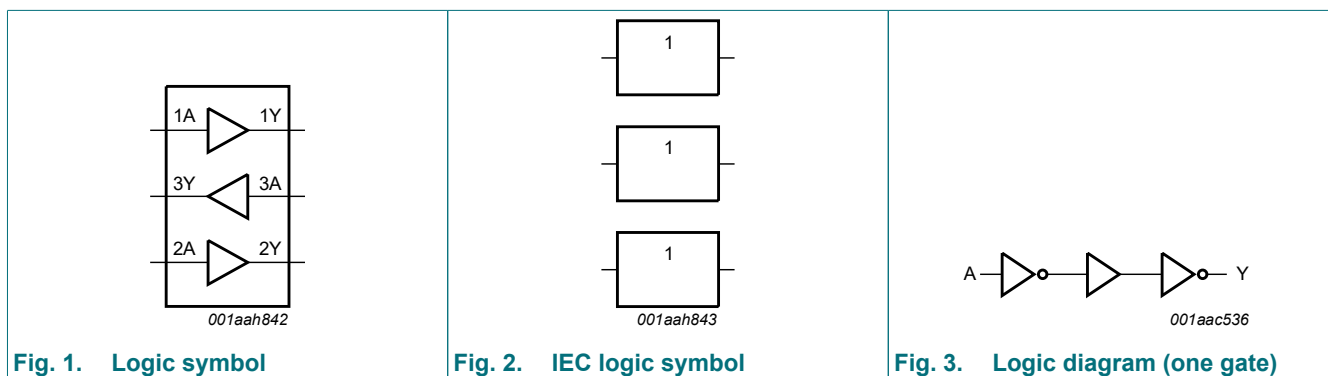 1A 1Y
3Y 3A
2A 2Y
001aah842
Fig. 1. Logic symbol
1
1
1
001aah843
Fig. 2. IEC logic symbol
A Y
001aac536
Fig. 3. Logic diagram (one gate)